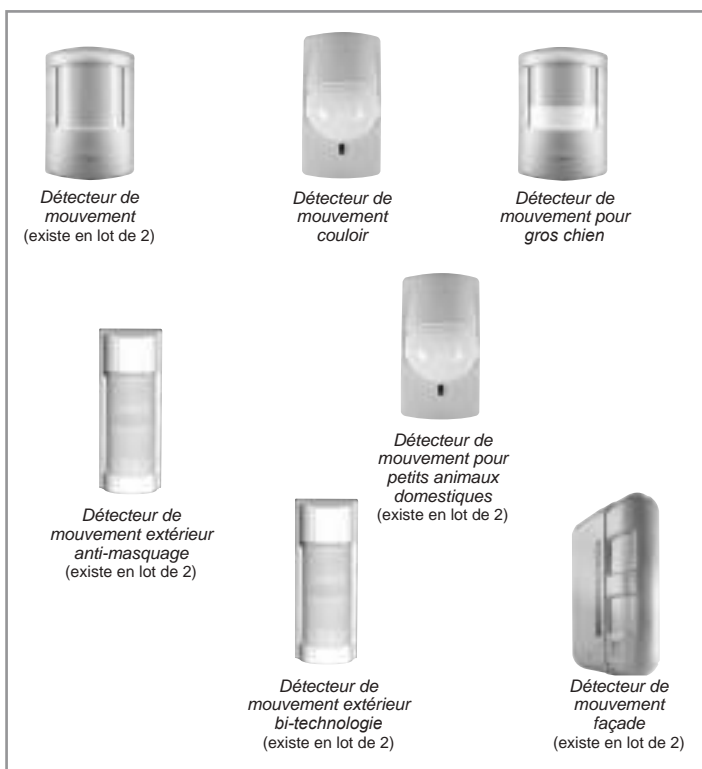 Détecteur de
mouvement
(existe en lot de 2)
Détecteur de
mouvement
couloir
Détecteur de
mouvement pour
gros chien
Détecteur de
mouvement extérieur
anti-masquage
(existe en lot de 2)
Détecteur de
mouvement pour
petits animaux
domestiques
(existe en lot de 2)
Détecteur de
mouvement extérieur
bi-technologie
(existe en lot de 2)
Détecteur de
mouvement
façade
(existe en lot de 2)